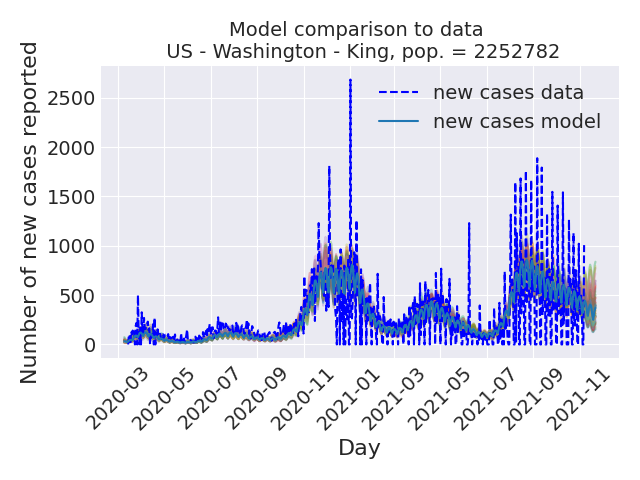 Model comparison to data
US - Washington - King, pop. = 2252782
Number of new cases reported
2500
2000
1500
1000
500
0
new cases data
new cases model
2020-03
2020-05
2020-07
2020-09
2020-11
2021-01
2021-03
2021-05
2021-07
2021-09
2021-11
Day